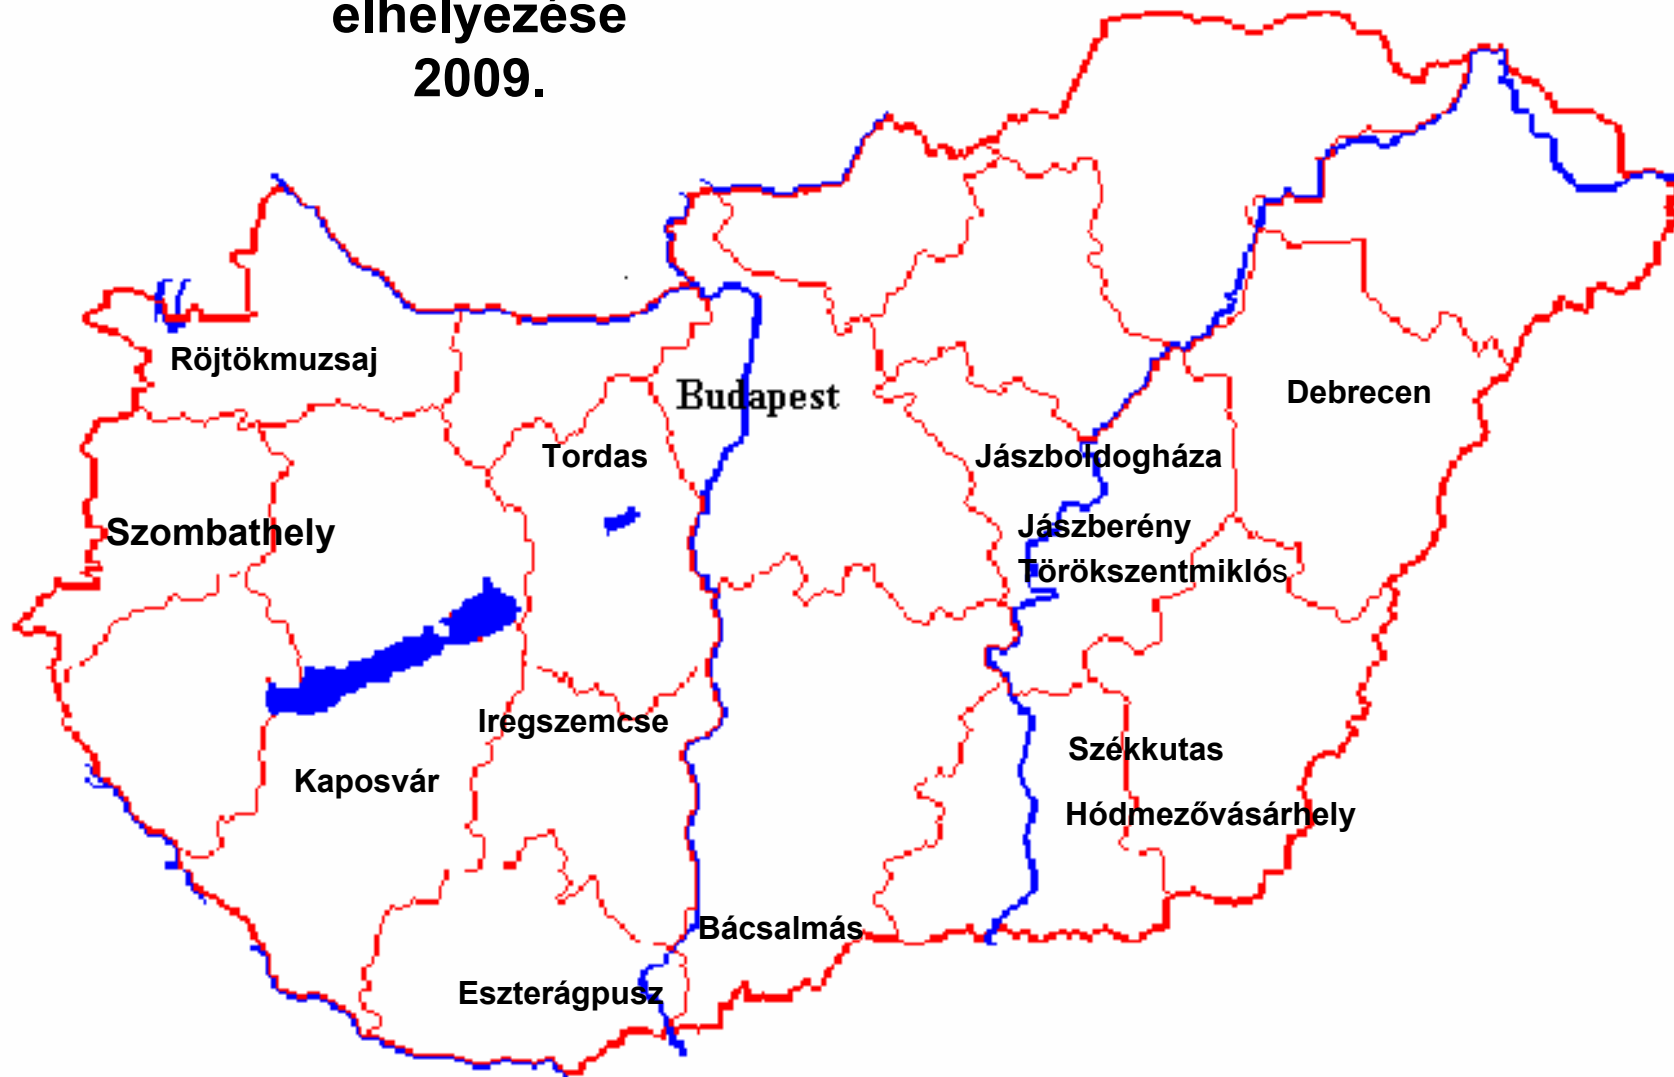 elhelyezése
2009.
Röjtökmuzsaj
Budapest
Debrecen
Tordas
Jászboldogháza
Szombathely
Jászberény
Törökszentmiklós
Iregszemcse
Székkutas
Kaposvár
Hódmezővásárhely
Bácsalmás
Eszterágpusz